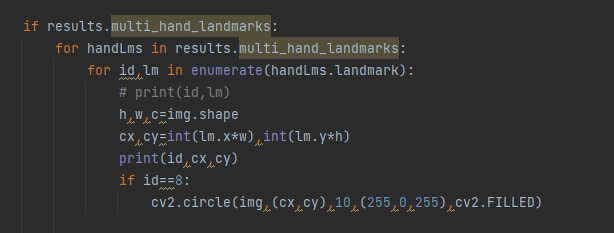 if results.multi_hand_landmarks:
for handLms in results.multi_hand_landmarks:
for id,lm in enumerate(handLms.landmark):
# print(id,lm)
h,w,c=img.shape
cx,cy=int(lm.x*w),int(lm.y*h)
print(id,cx,cy)
if id==8:
cv2.circle(img,(cx,cy),10,(255,0,255),cv2.FILLED)